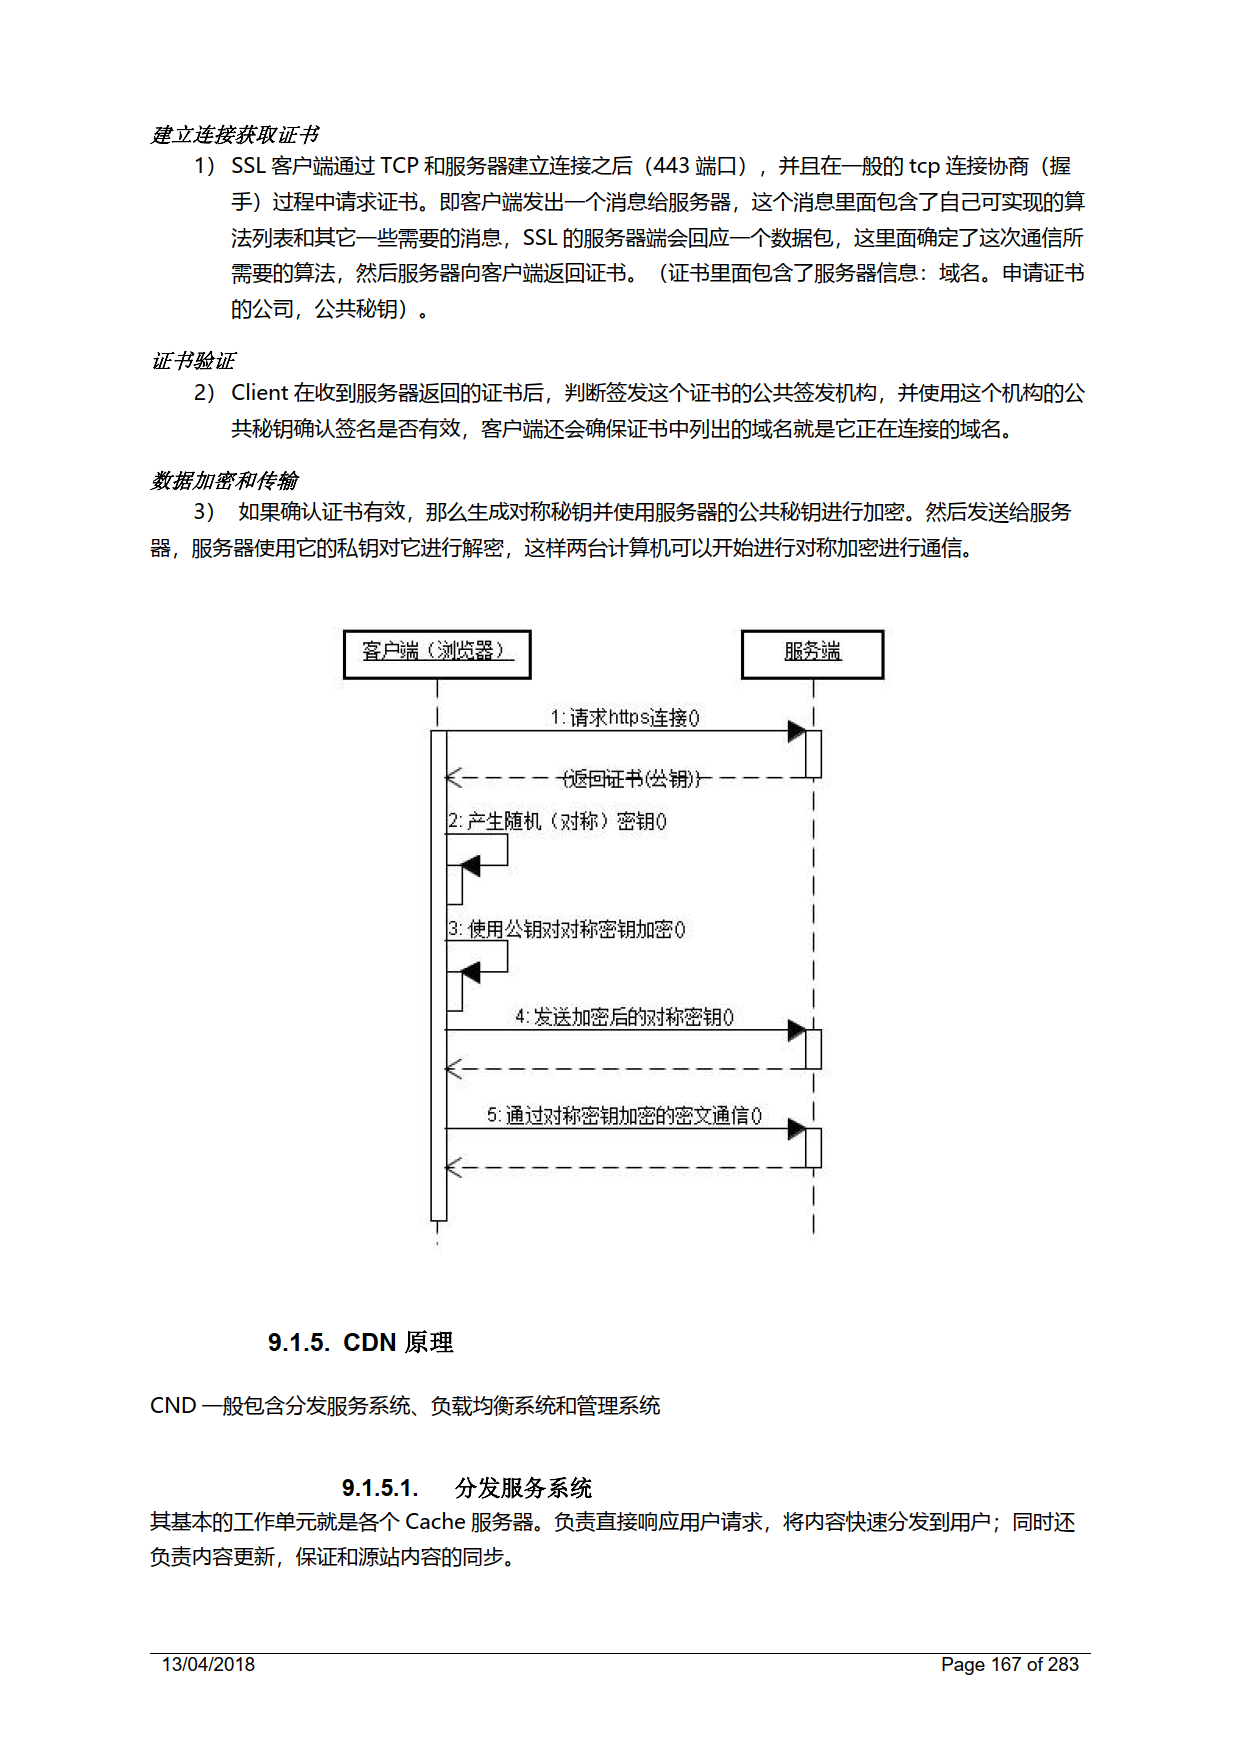 建立连接获取证书
1） SSL 客户端通过 TCP 和服务器建立连接之后（443 端口），并且在一般的 tcp 连接协商（握
手）过程中请求证书。即客户端发出一个消息给服务器，这个消息里面包含了自己可实现的算
法列表和其它一些需要的消息，SSL 的服务器端会回应一个数据包，这里面确定了这次通信所
需要的算法，然后服务器向客户端返回证书。（证书里面包含了服务器信息：域名。申请证书
的公司，公共秘钥）。
证书验证
2） Client 在收到服务器返回的证书后，判断签发这个证书的公共签发机构，并使用这个机构的公
共秘钥确认签名是否有效，客户端还会确保证书中列出的域名就是它正在连接的域名。
数据加密和传输
3） 如果确认证书有效，那么生成对称秘钥并使用服务器的公共秘钥进行加密。然后发送给服务
器，服务器使用它的私钥对它进行解密，这样两台计算机可以开始进行对称加密进行通信。
客户端（浏览器）
服务端
1: 请求https连接()
{返回证书(公钥)}
2: 产生随机（对称）密钥()
3: 使用公钥对对称密钥加密()
4: 发送加密后的对称密钥()
5: 通过对称密钥加密的密文通信()
9.1.5. CDN 原理
CND 一般包含分发服务系统、负载均衡系统和管理系统
9.1.5.1. 分发服务系统
其基本的工作单元就是各个 Cache 服务器。负责直接响应用户请求，将内容快速分发到用户；同时还
负责内容更新，保证和源站内容的同步。
13/04/2018
Page 167 of 283